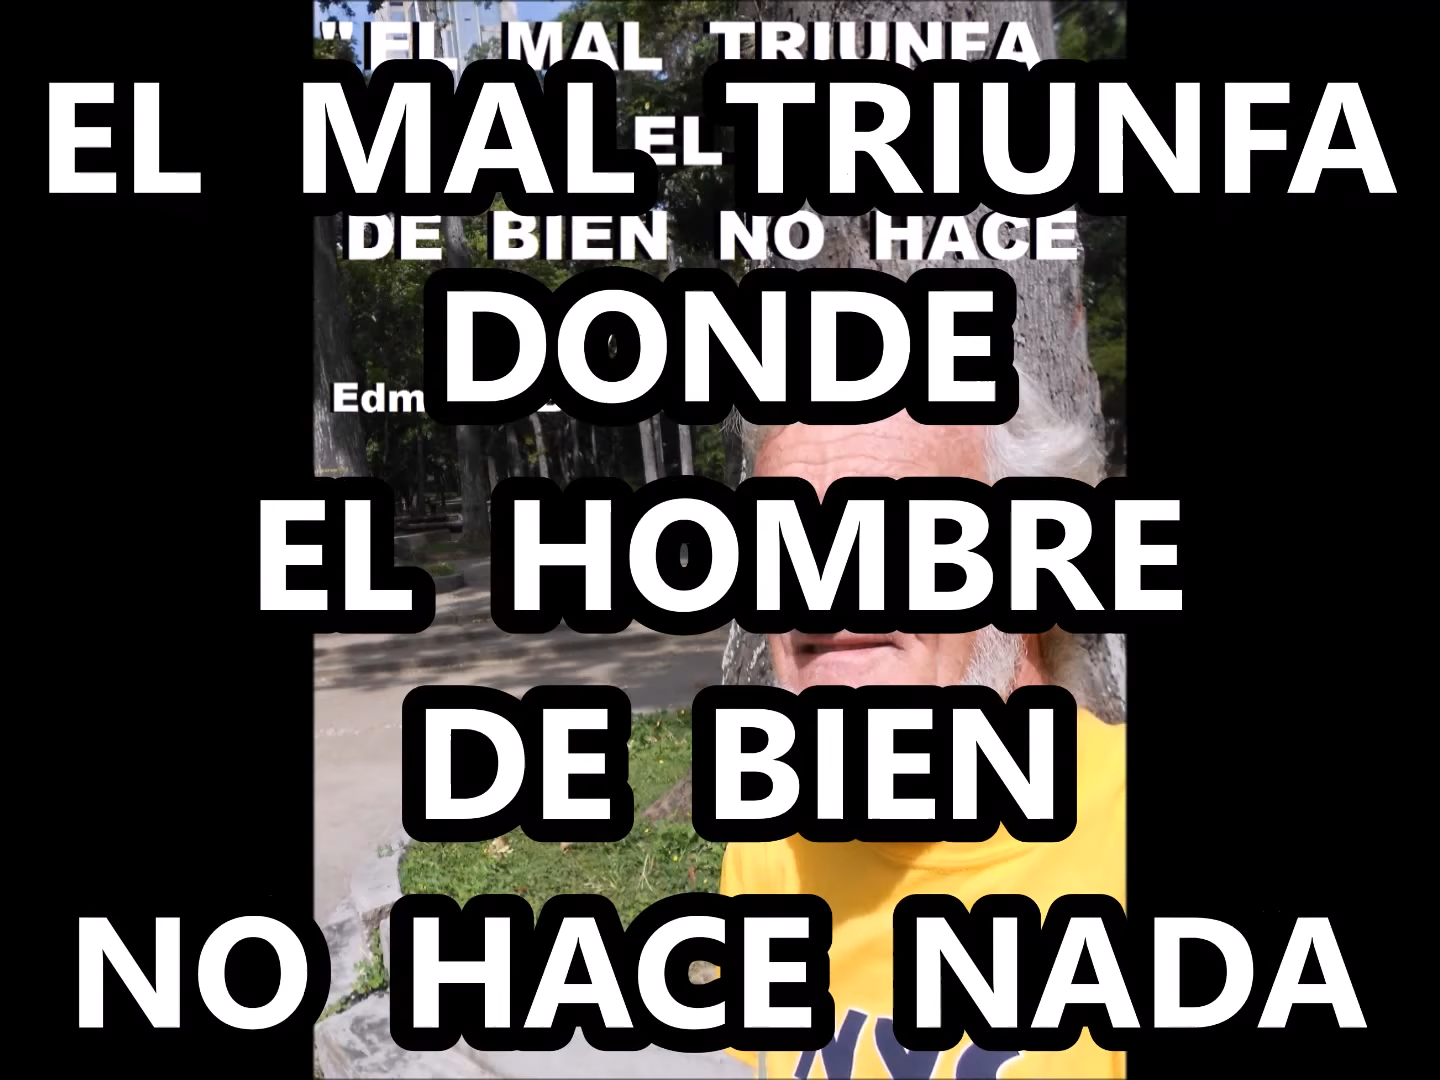 "EL MAL TRIUNFA
EL MAL TRIUNFA
EL
DE BIEN NO HACE
DONDE
Edm
EL HOMBRE
DE BIEN
NO HACE NADA
NYC